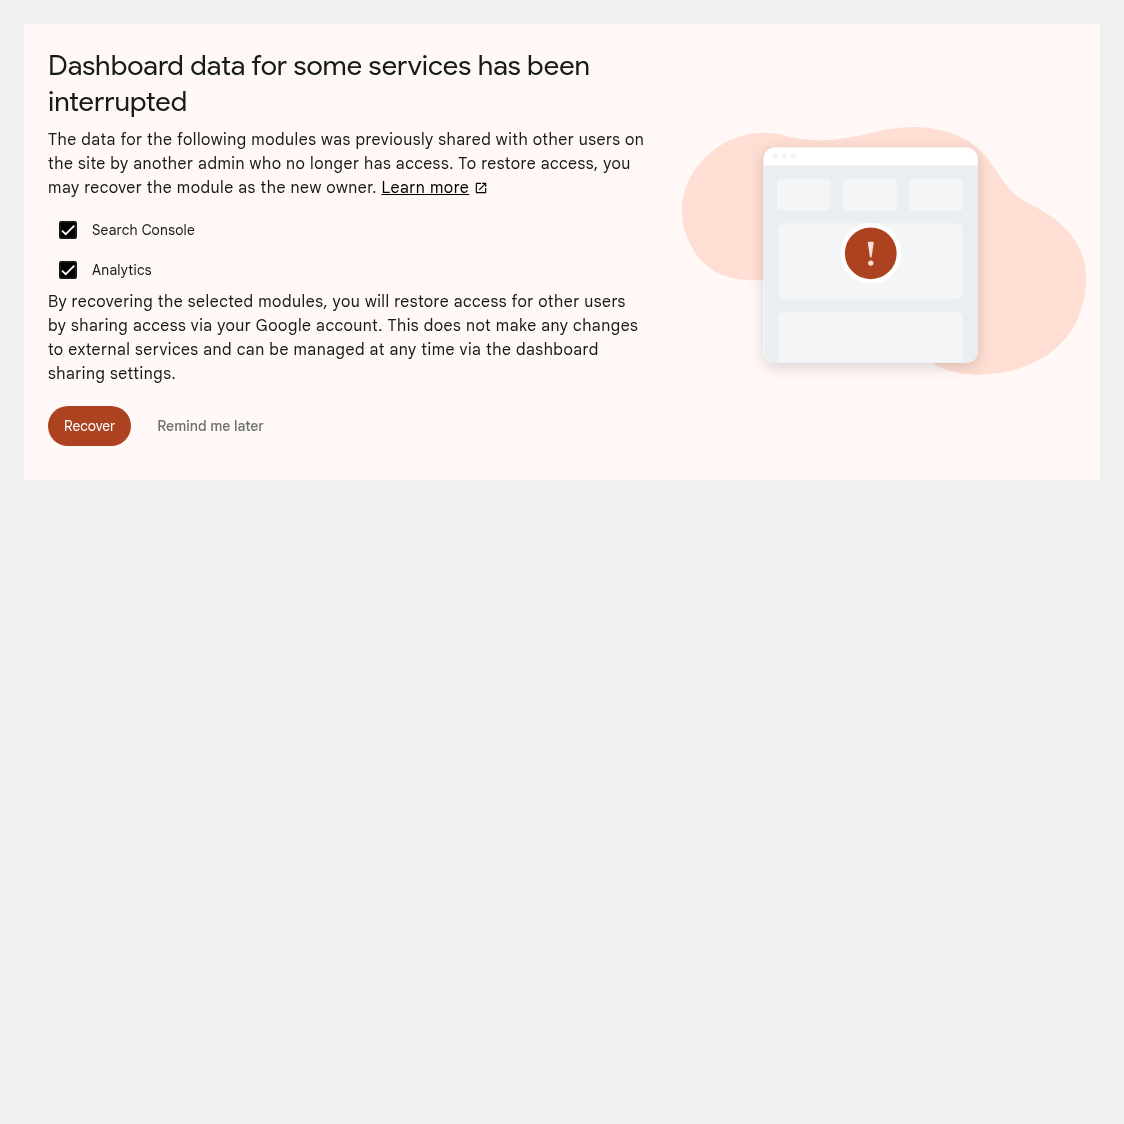 Dashboard data for some services has been
interrupted
The data for the following modules was previously shared with other users on
the site by another admin who no longer has access. To restore access, you
may recover the module as the new owner. Learn more
Search Console
Analytics
By recovering the selected modules, you will restore access for other users
by sharing access via your Google account. This does not make any changes
to external services and can be managed at any time via the dashboard
sharing settings.
Recover
Remind me later
!